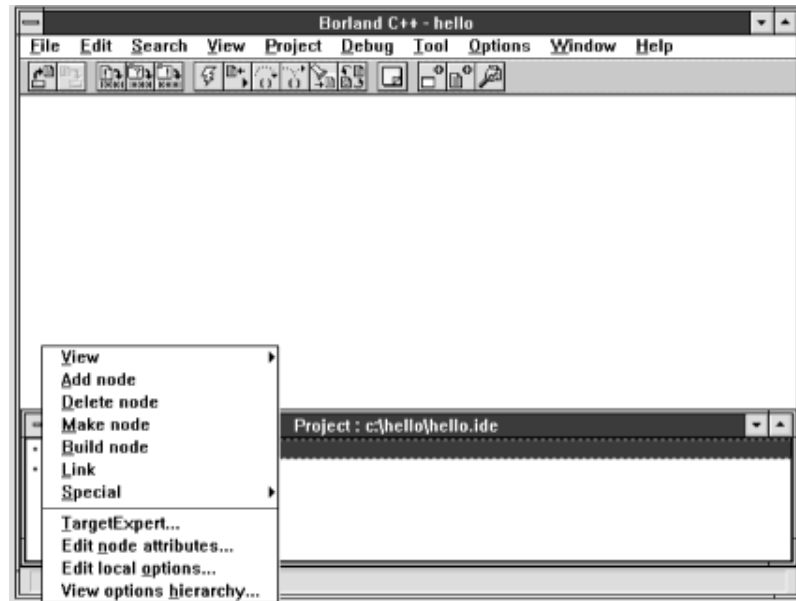 Borland C++ - hello
File Edit Search View Project Debug Tool Options Window Help
View
Add node
Delete node
Make node
Project : c:\hello\hello.ide
Build node
Link
Special
TargetExpert...
Edit node attributes...
Edit local options...
View options hierarchy...